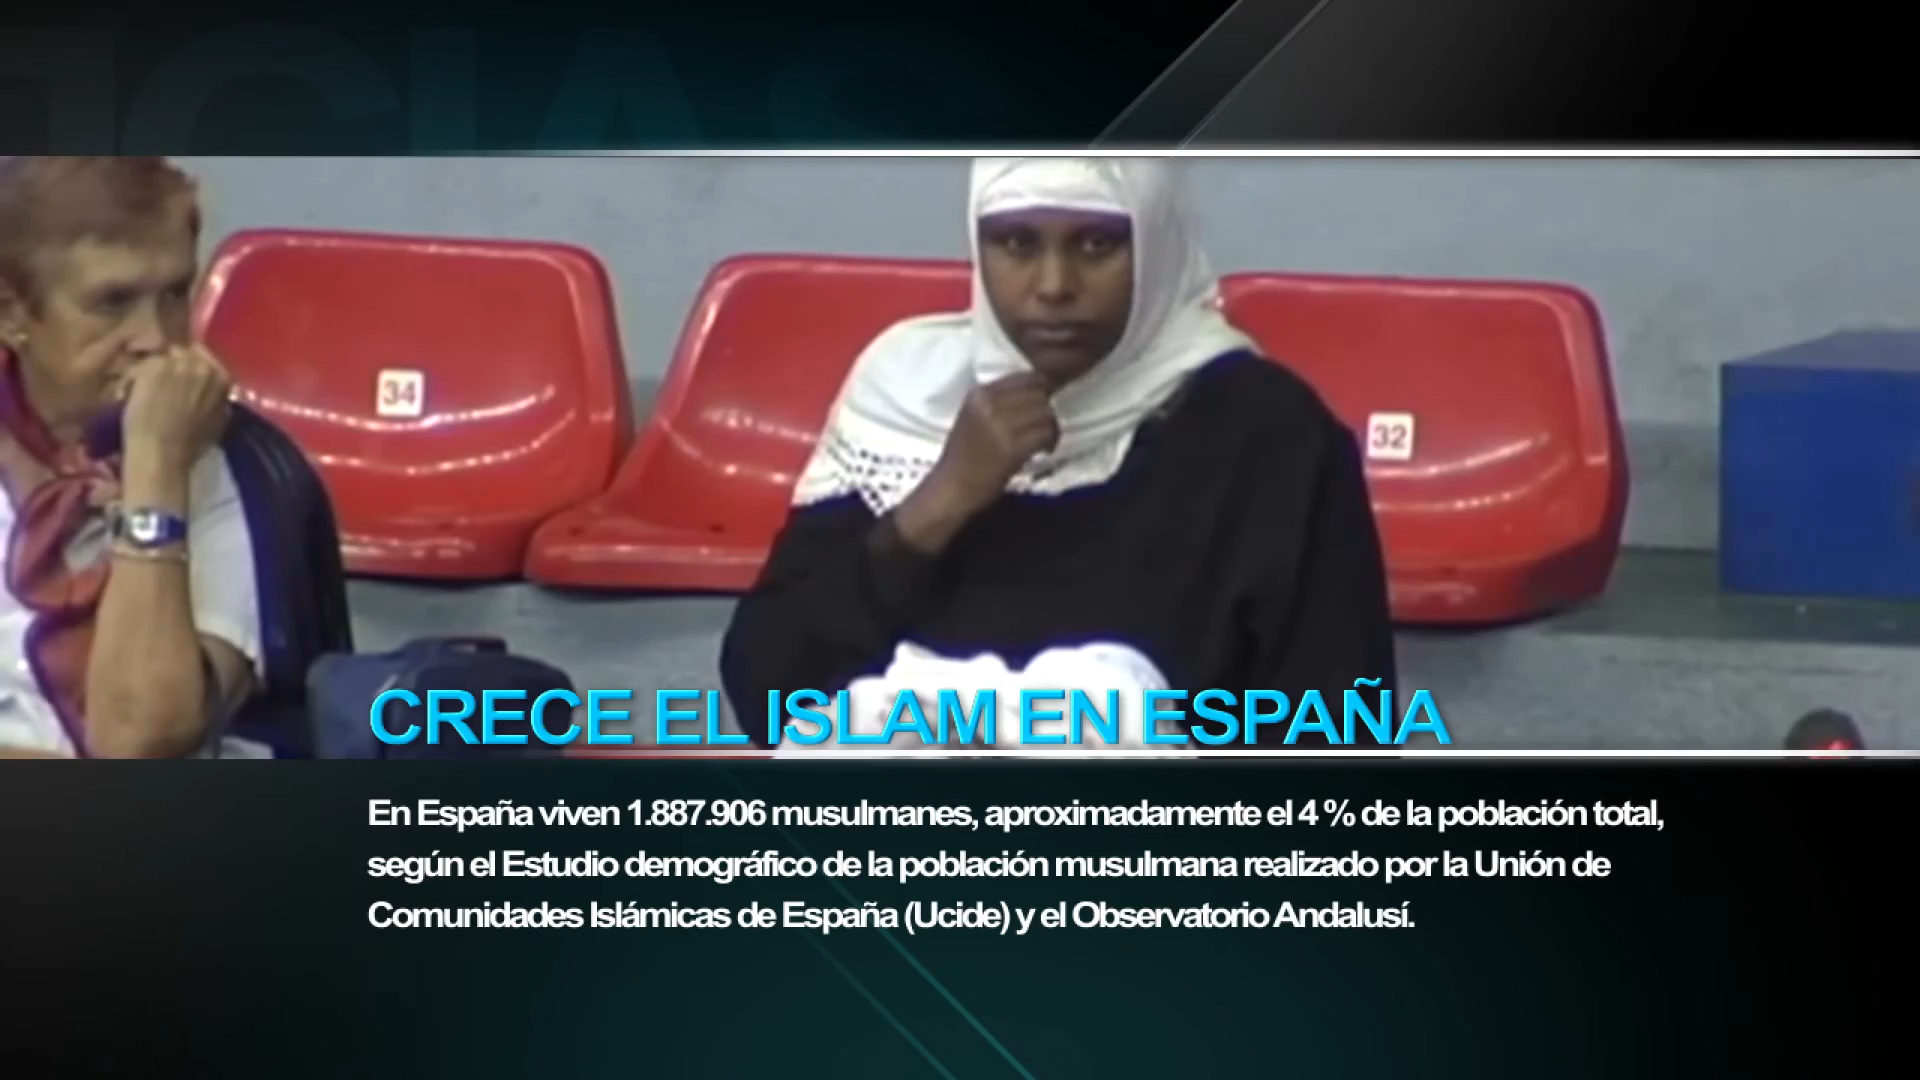 34
32
CRECE EL ISLAM EN ESPAÑA
En España viven 1.887.906 musulmanes, aproximadamente el 4 % de la población total,
según el Estudio demográfico de la población musulmana realizado por la Unión de
Comunidades Islámicas de España (Ucide) y el Observatorio Andalusí.